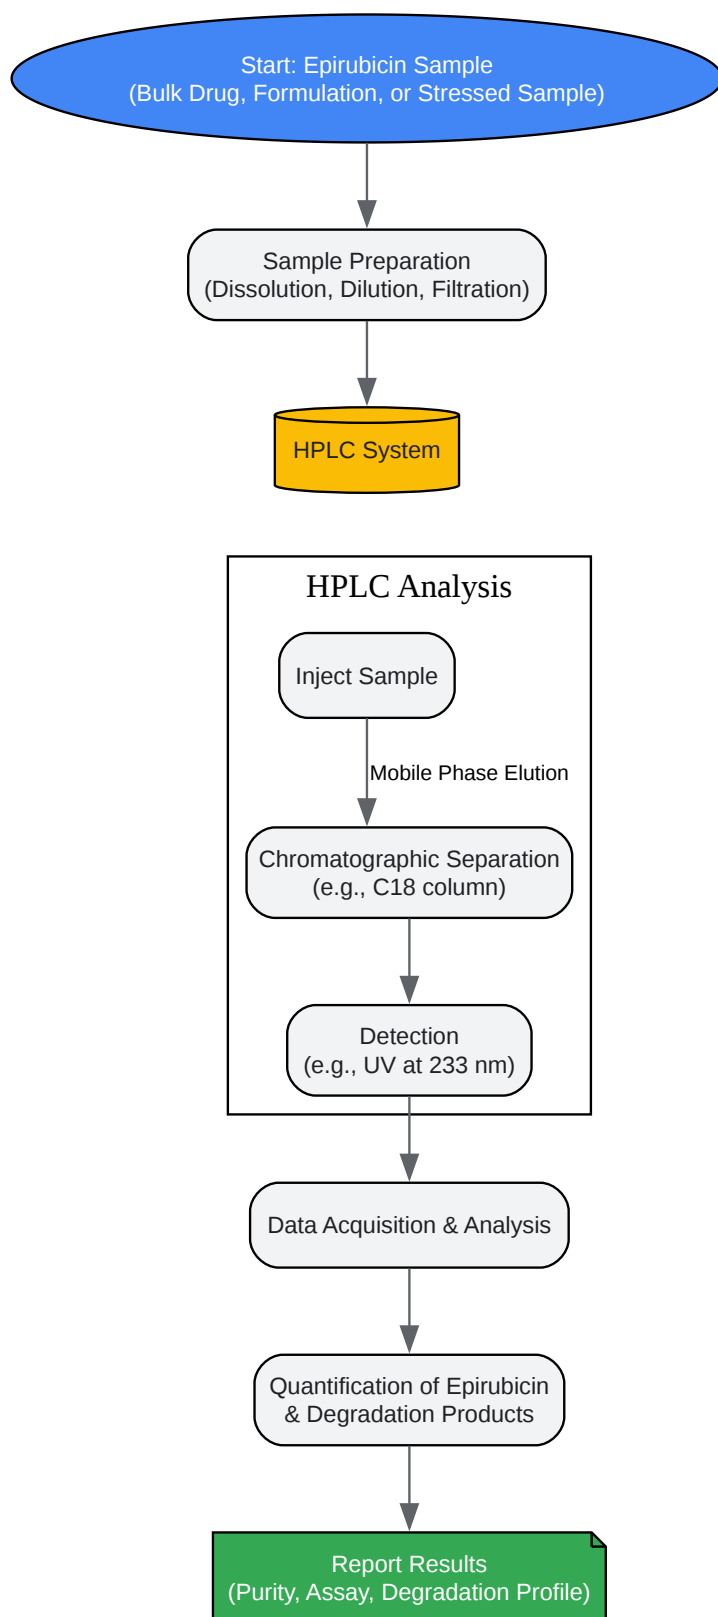 Start: Epirubicin Sample
(Bulk Drug, Formulation, or Stressed Sample)
Sample Preparation
(Dissolution, Dilution, Filtration)
HPLC System
HPLC Analysis
Inject Sample
Mobile Phase Elution
Chromatographic Separation
(e.g., C18 column)
Detection
(e.g., UV at 233 nm)
Data Acquisition & Analysis
Quantification of Epirubicin
& Degradation Products
Report Results
(Purity, Assay, Degradation Profile)